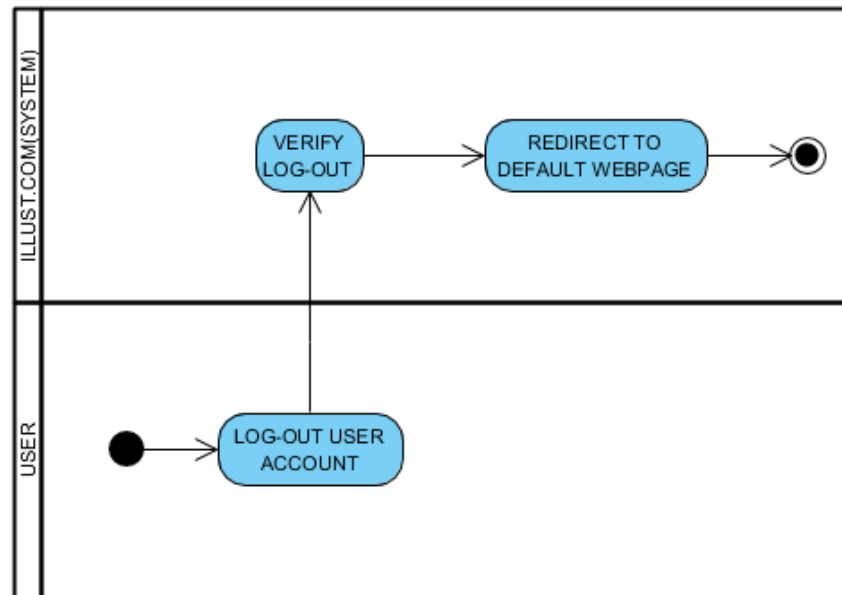 ILLUST.COM(SYSTEM)
VERIFY
LOG-OUT
REDIRECT TO
DEFAULT WEBPAGE
USER
LOG-OUT USER
ACCOUNT